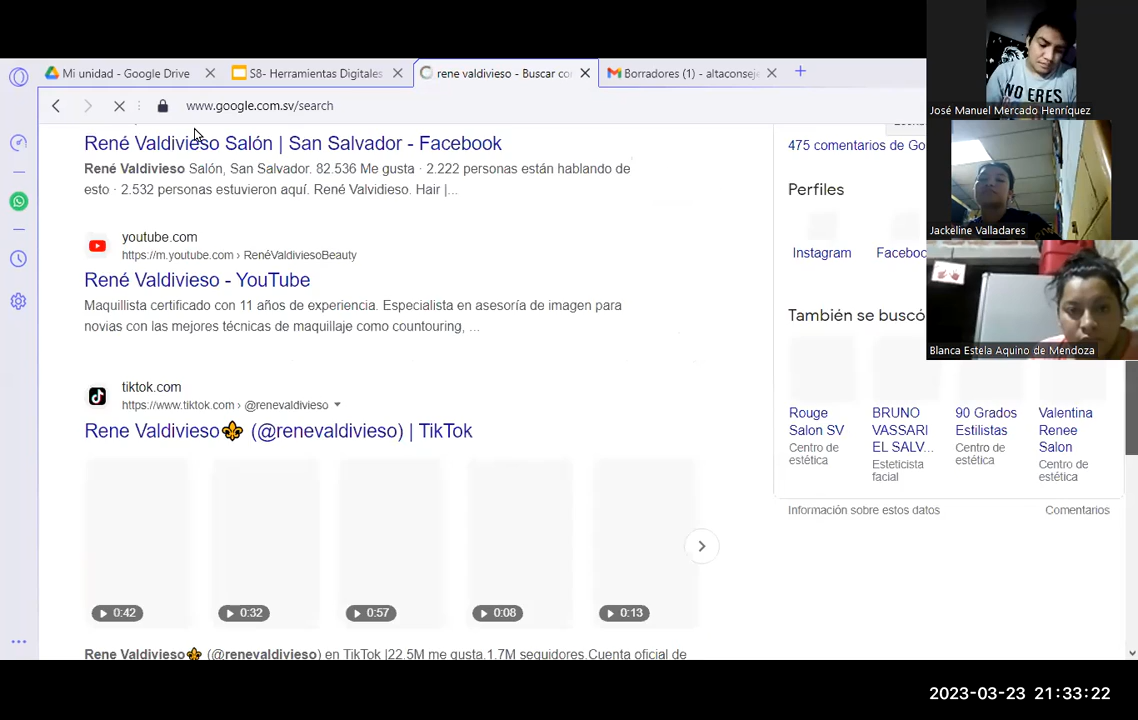 Mi unidad - Google Drive
S8- Herramientas Digitales
rene valdivieso - Buscar co
Borradores (1) - altaconsej
www.google.com.sv/search
NO ERES
José Manuel Mercado Henríquez
René Valdivieso Salón | San Salvador - Facebook
475 comentarios de Go
René Valdivieso Salón, San Salvador. 82.536 Me gusta · 2.222 personas están hablando de
esto · 2.532 personas estuvieron aquí. René Valvidieso. Hair |...
Perfiles
Jackeline Valladares
youtube.com
https://m.youtube.com › RenéValdiviesoBeauty
Instagram
Faceboo
René Valdivieso - YouTube
Maquillista certificado con 11 años de experiencia. Especialista en asesoría de imagen para
novias con las mejores técnicas de maquillaje como countouring, ...
También se buscó
Blanca Estela Aquino de Mendoza
tiktok.com
https://www.tiktok.com › @renevaldivieso
Rene Valdivieso⚜️ (@renevaldivieso) | TikTok
Rouge
Salon SV
Centro de
estética
BRUNO
VASSARI
EL SALV...
Esteticista
facial
90 Grados
Estilistas
Centro de
estética
Valentina
Renee
Salon
Centro de
estética
Información sobre estos datos
Comentarios
0:42
0:32
0:57
0:08
0:13
Rene Valdivieso⚜️ (@renevaldivieso) en TikTok |22.5M me gusta.1.7M seguidores.Cuenta oficial de
2023-03-23 21:33:22